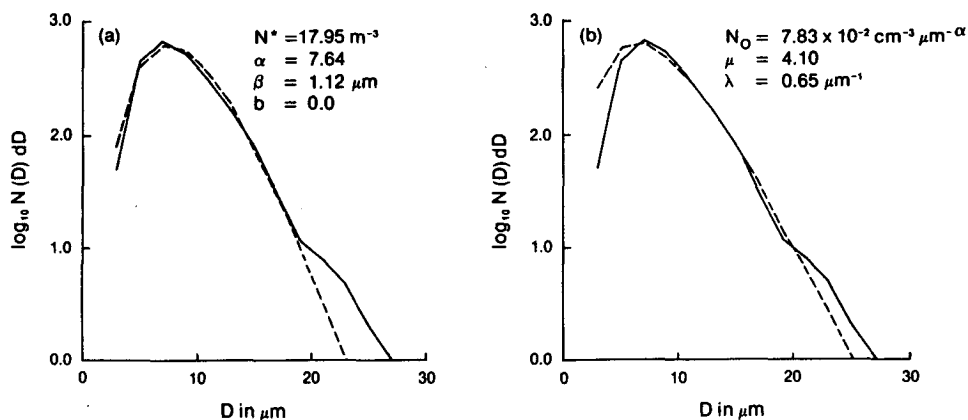 (a)
N* = 17.95 m⁻³
α = 7.64
β = 1.12 μm
b = 0.0
3.0
2.0
1.0
0.0
log₁₀ N (D) dD
0
10
20
30
D in μm
(b)
N_O = 7.83 x 10⁻² cm⁻³ μm⁻α
μ = 4.10
λ = 0.65 μm⁻¹
3.0
2.0
1.0
0.0
log₁₀ N (D) dD
0
10
20
30
D in μm